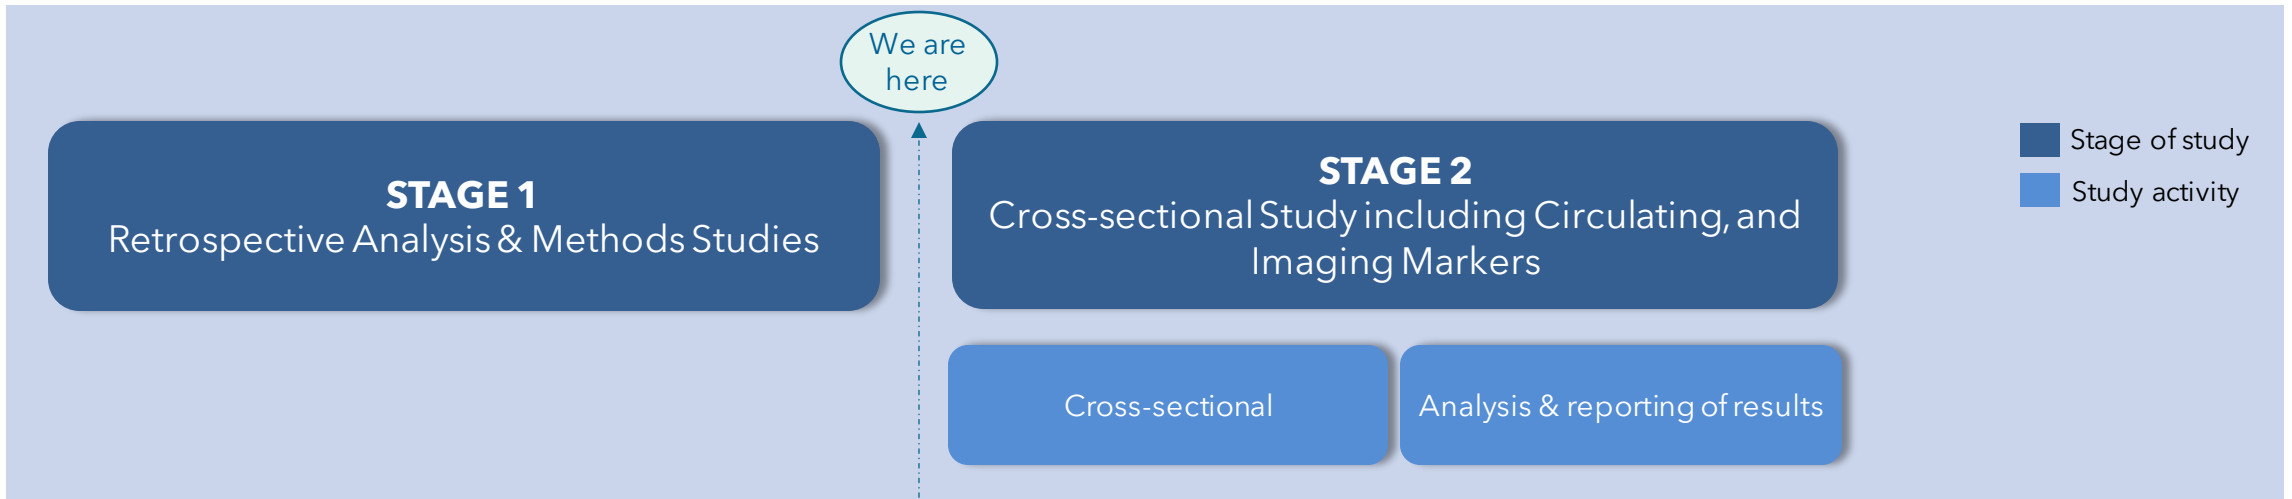 We are
here
STAGE 1
Retrospective Analysis & Methods Studies
STAGE 2
Cross-sectional Study including Circulating, and
Imaging Markers
Stage of study
Study activity
Cross-sectional
Analysis & reporting of results